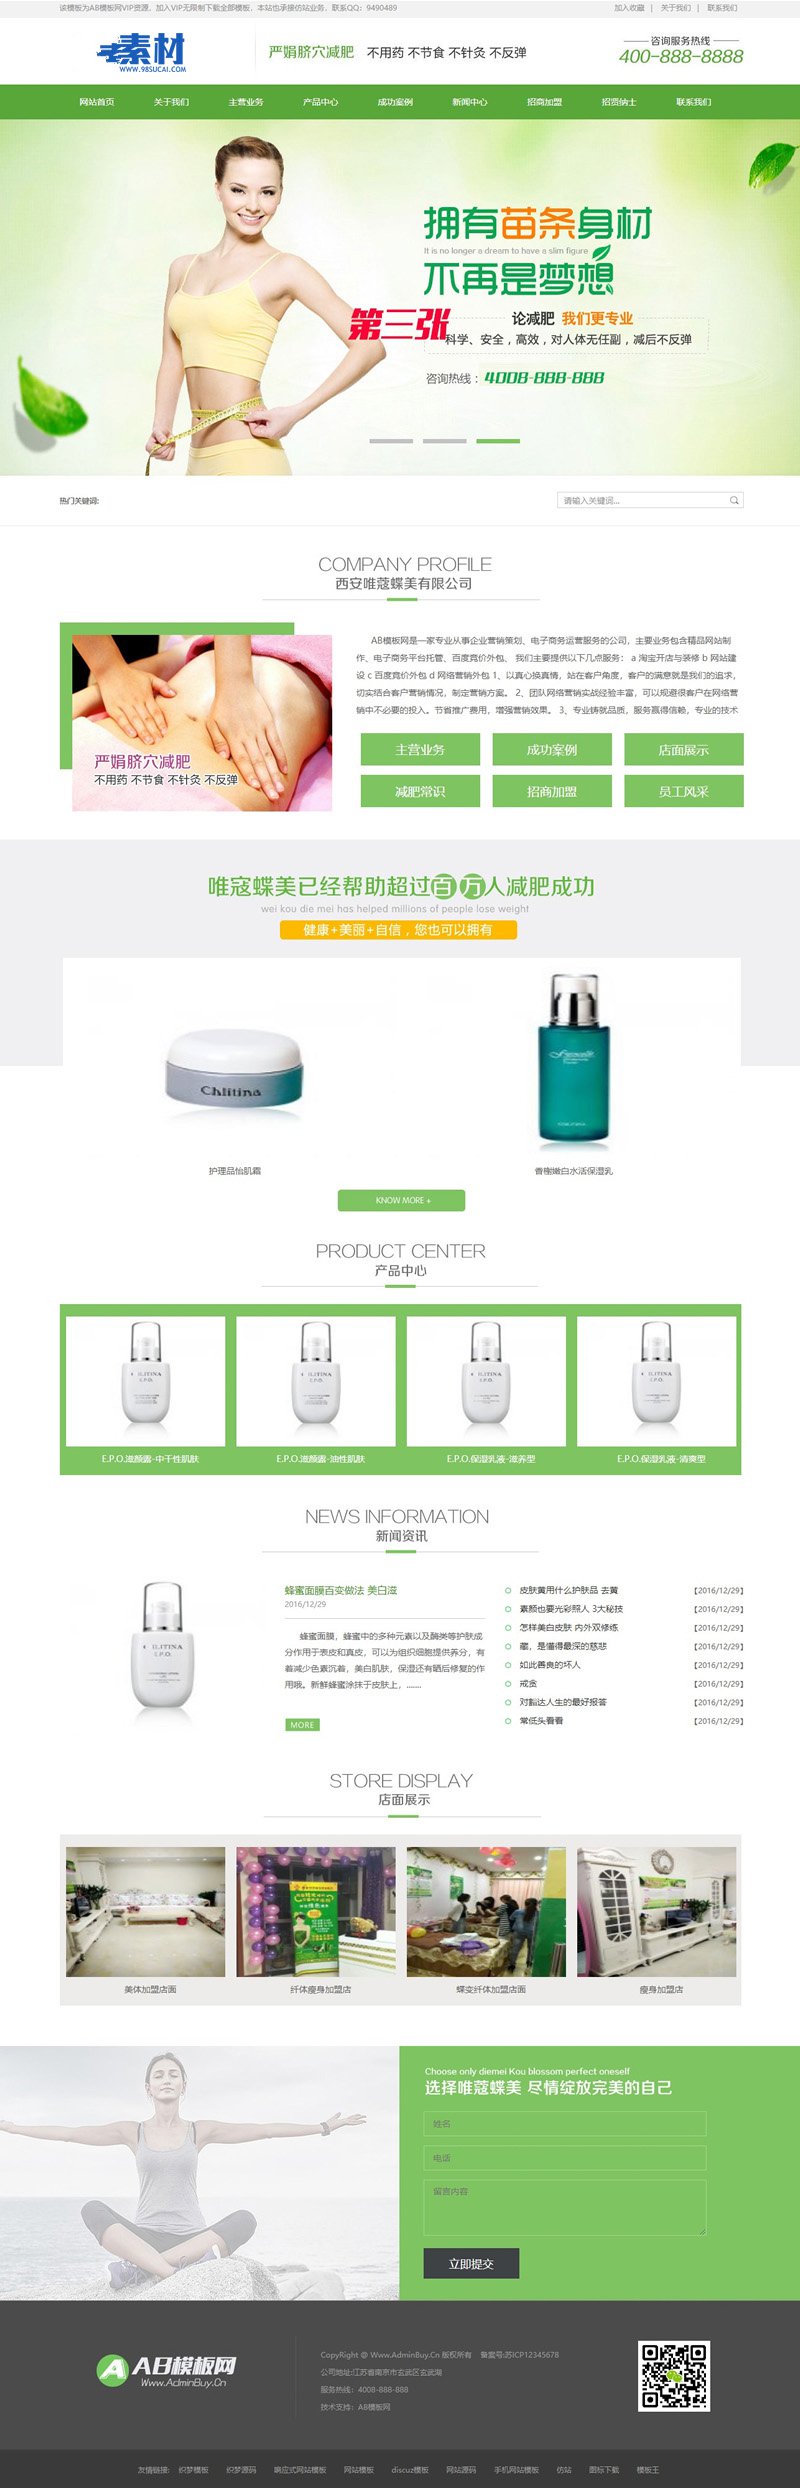 该模板为AB模板网VIP资源，加入VIP无限制下载全部模板，本站也承接仿站业务，联系QQ：9490489
加入收藏 | 关于我们 | 联系我们
素材
WWW.98SUCAI.COM
严娟脐穴减肥 不用药 不节食 不针灸 不反弹
咨询服务热线
400-888-8888
网站首页 关于我们 主营业务 产品中心 成功案例 新闻中心 招商加盟 招贤纳士 联系我们
拥有苗条身材
It is no longer a dream to have a slim figure
不再是梦想
第三张
论减肥 我们更专业
科学、安全，高效，对人体无任副，减后不反弹
咨询热线：4008-888-888
热门关键词:
请输入关键词...
COMPANY PROFILE
西安唯蔻蝶美有限公司
AB模板网是一家专业从事企业营销策划、电子商务运营服务的公司，主要业务包含精品网站制
作、电子商务平台托管、百度竞价外包、 我们主要提供以下几点服务： a 淘宝开店与装修 b 网站建
设 c 百度竞价外包 d 网络营销外包 1、以真心换真情，站在客户角度，客户的满意就是我们的追求，
切实结合客户营销情况，制定营销方案。 2、团队网络营销实战经验丰富，可以规避很客户在网络营
销中不必要的投入。节省推广费用，增强营销效果。 3、专业铸就品质，服务赢得信赖，专业的技术
严娟脐穴减肥
不用药 不节食 不针灸 不反弹
主营业务 成功案例 店面展示
减肥常识 招商加盟 员工风采
唯寇蝶美已经帮助超过百万人减肥成功
wei kou die mei has helped millions of people lose weight
健康+美丽+自信，您也可以拥有
Chlitina
护理品怡肌霜 香榭嫩白水活保湿乳
KNOW MORE +
PRODUCT CENTER
产品中心
E.P.O.滋颜露-中干性肌肤 E.P.O.滋颜露-油性肌肤 E.P.O.保湿乳液-滋养型 E.P.O.保湿乳液-清爽型
NEWS INFORMATION
新闻资讯
蜂蜜面膜百变做法 美白滋
2016/12/29
蜂蜜面膜，蜂蜜中的多种元素以及酶类等护肤成
分作用于表皮和真皮，可以为组织细胞提供养分，有
着减少色素沉着，美白肌肤，保湿还有晒后修复的作
用哦。新鲜蜂蜜涂抹于皮肤上，.......
MORE
皮肤黄用什么护肤品 去黄 【2016/12/29】
素颜也要光彩照人 3大秘技 【2016/12/29】
怎样美白皮肤 内外双修炼 【2016/12/29】
蘸，是懂得最深的慈悲 【2016/12/29】
如此善良的坏人 【2016/12/29】
戒贪 【2016/12/29】
对豁达人生的最好报答 【2016/12/29】
常低头看看 【2016/12/29】
STORE DISPLAY
店面展示
美体加盟店面 纤体瘦身加盟店 蝶变纤体加盟店面 瘦身加盟店
Choose only diemei Kou blossom perfect oneself
选择唯蔻蝶美 尽情绽放完美的自己
姓名
电话
留言内容
立即提交
AB模板网
Www.AdminBuy.Cn
CopyRight @ Www.AdminBuy.Cn 版权所有 备案号:苏ICP12345678
公司地址:江苏省南京市玄武区玄武湖
服务热线：4008-888-888
技术支持：AB模板网
友情链接: 织梦模板 织梦源码 响应式网站模板 网站模板 discuz模板 网站源码 手机网站模板 仿站 图标下载 模板王